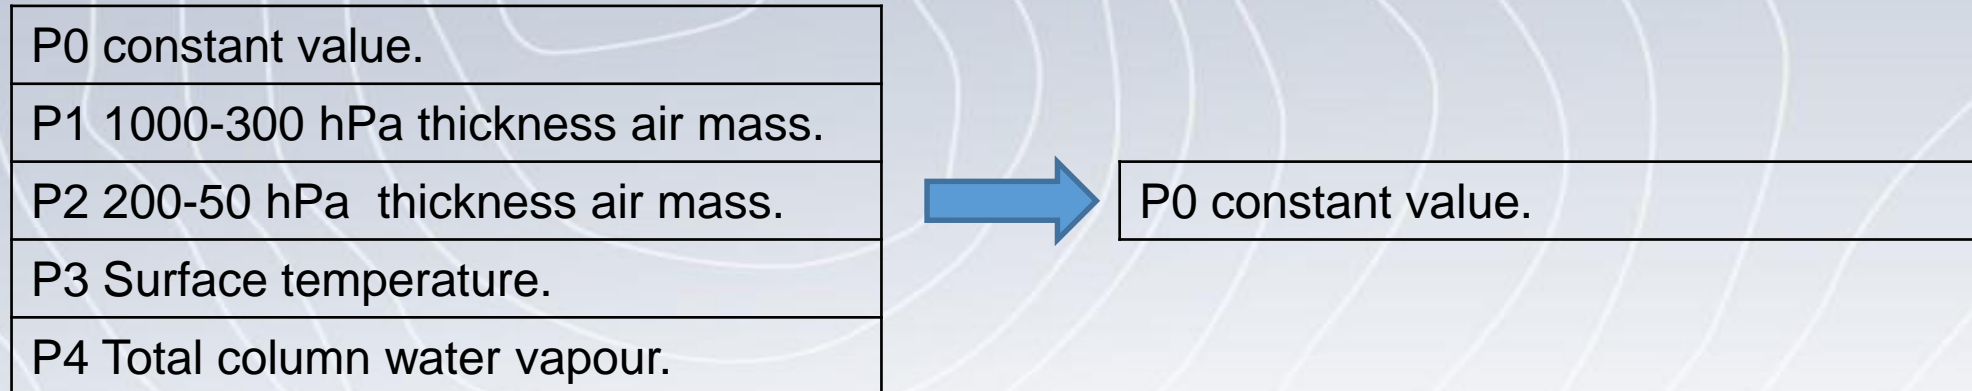 P0 constant value.
P1 1000-300 hPa thickness air mass.
P2 200-50 hPa  thickness air mass.
P3 Surface temperature.
P4 Total column water vapour.
P0 constant value.